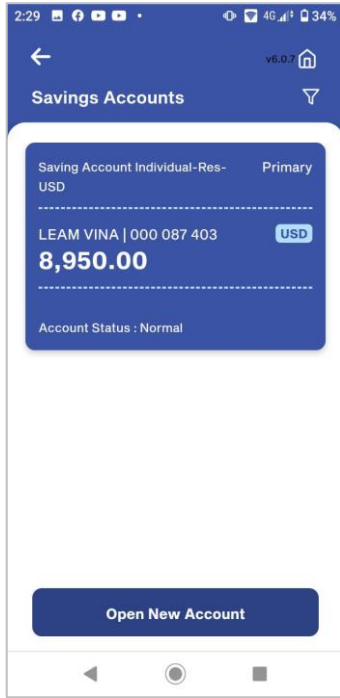 2:29 4G 34%
v6.0.7
Savings Accounts
Saving Account Individual-Res- Primary
USD
LEAM VINA | 000 087 403 USD
8,950.00
Account Status : Normal
Open New Account